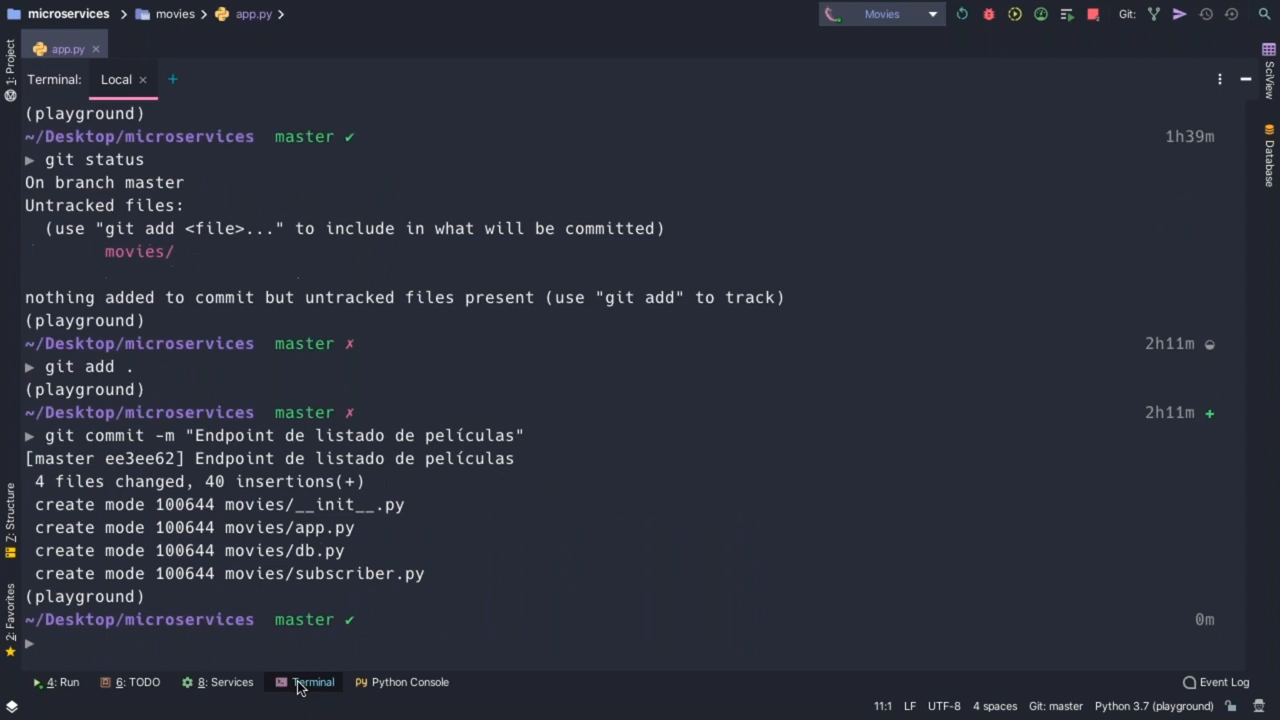 microservices movies app.py Movies Git:
app.py
Terminal: Local +
(playground)
~/Desktop/microservices master ✔ 1h39m
▶ git status
On branch master
Untracked files:
(use "git add <file>..." to include in what will be committed)
movies/
nothing added to commit but untracked files present (use "git add" to track)
(playground)
~/Desktop/microservices master ✗ 2h11m
▶ git add .
(playground)
~/Desktop/microservices master ✗ 2h11m +
▶ git commit -m "Endpoint de listado de películas"
[master ee3ee62] Endpoint de listado de películas
4 files changed, 40 insertions(+)
create mode 100644 movies/__init__.py
create mode 100644 movies/app.py
create mode 100644 movies/db.py
create mode 100644 movies/subscriber.py
(playground)
~/Desktop/microservices master ✔ 0m
▶
1: Project
Z: Structure
2: Favorites
SciView
Database
4: Run 6: TODO 8: Services Terminal Python Console Event Log
11:1 LF UTF-8 4 spaces Git: master Python 3.7 (playground)